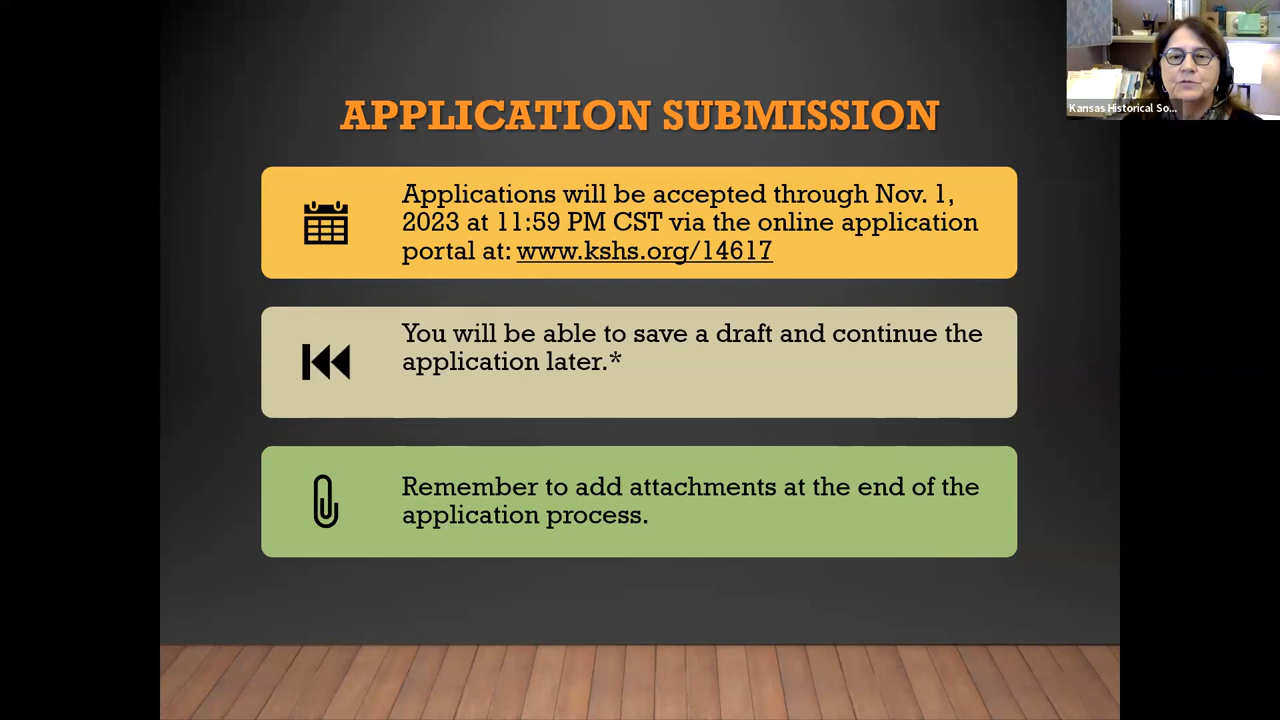 APPLICATION SUBMISSION
Applications will be accepted through Nov. 1,
2023 at 11:59 PM CST via the online application
portal at: www.kshs.org/14617
You will be able to save a draft and continue the
application later.*
Remember to add attachments at the end of the
application process.
Kansas Historical So...